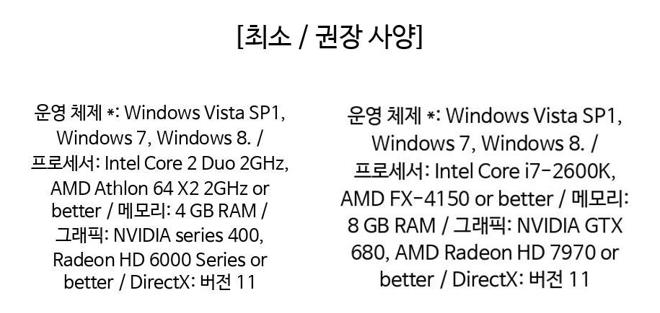 [최소 / 권장 사양]
운영 체제 *: Windows Vista SP1,
Windows 7, Windows 8. /
프로세서: Intel Core 2 Duo 2GHz,
AMD Athlon 64 X2 2GHz or
better / 메모리: 4 GB RAM /
그래픽: NVIDIA series 400,
Radeon HD 6000 Series or
better / DirectX: 버전 11
운영 체제 *: Windows Vista SP1,
Windows 7, Windows 8. /
프로세서: Intel Core i7-2600K,
AMD FX-4150 or better / 메모리:
8 GB RAM / 그래픽: NVIDIA GTX
680, AMD Radeon HD 7970 or
better / DirectX: 버전 11